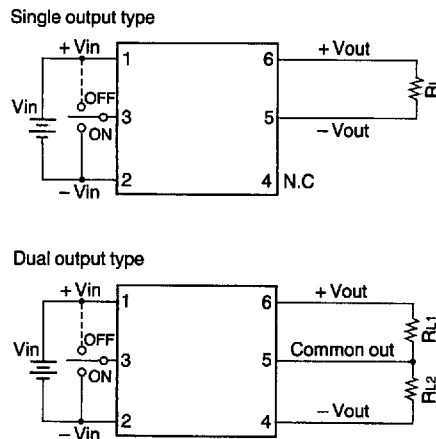 Single output type
+ Vin
1
6
+ Vout
Vin
OFF
3
ON
5
RL
− Vout
− Vin
2
4
N.C
Dual output type
+ Vin
1
6
+ Vout
Vin
OFF
3
ON
5
Common out
RL1
RL2
− Vin
2
4
− Vout